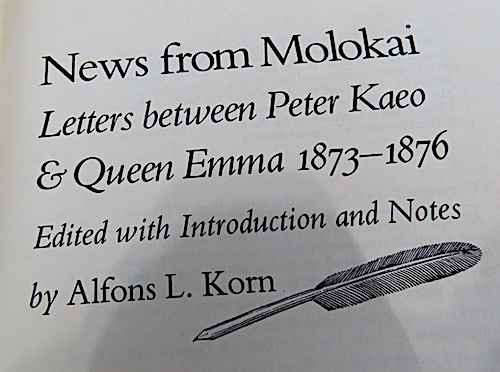 News from Molokai
Letters between Peter Kaeo
& Queen Emma 1873–1876
Edited with Introduction and Notes
by Alfons L. Korn